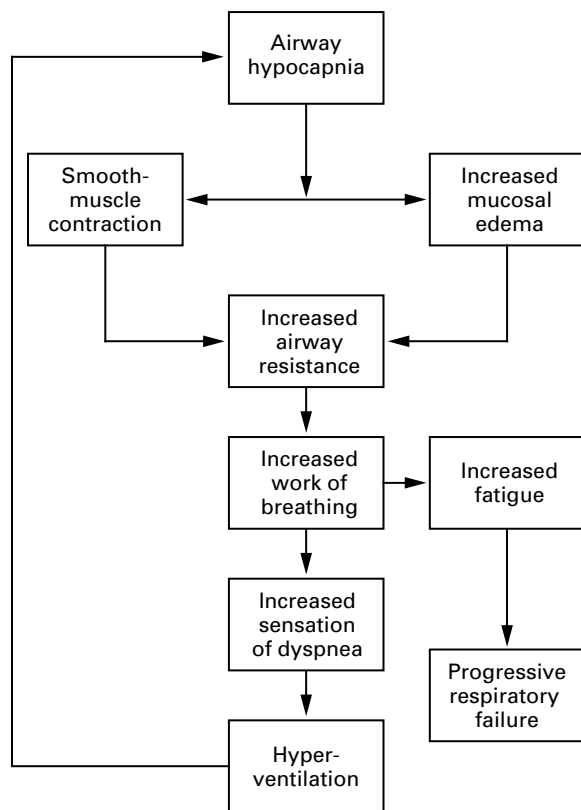 Airway
hypocapnia
Smooth-
muscle
contraction
Increased
mucosal
edema
Increased
airway
resistance
Increased
work of
breathing
Increased
fatigue
Increased
sensation
of dyspnea
Progressive
respiratory
failure
Hyper-
ventilation